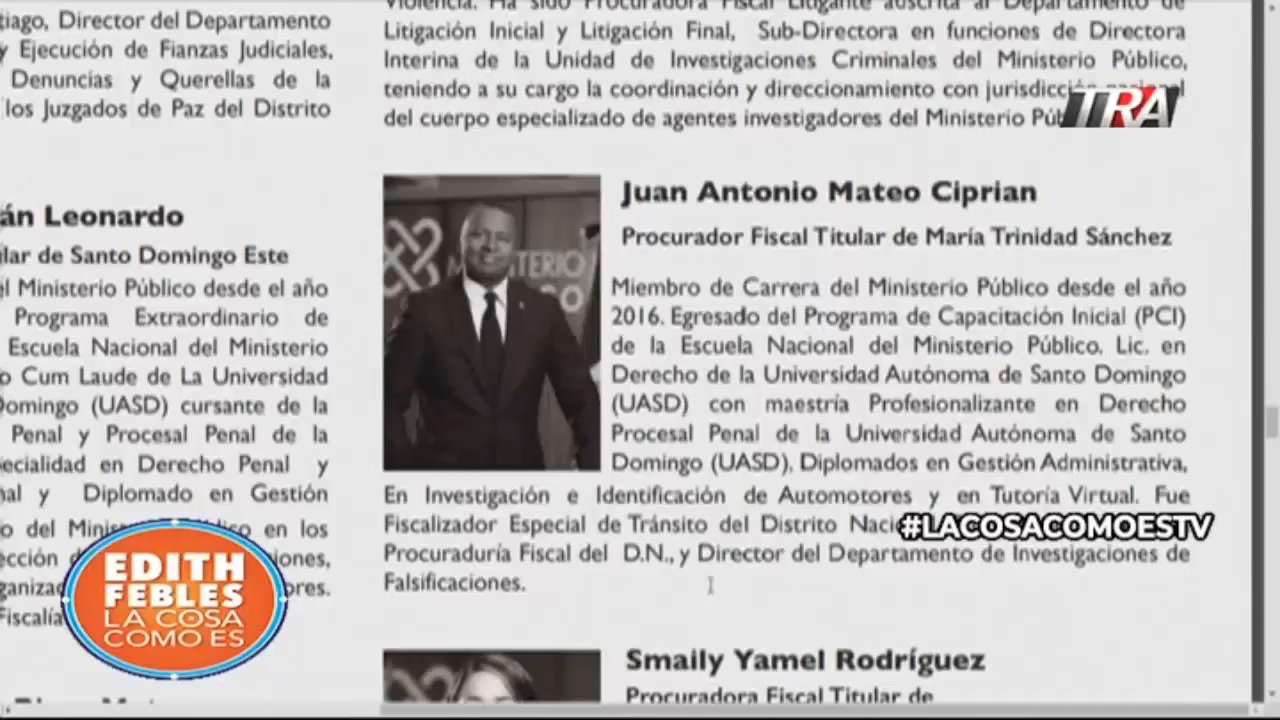 tiago, Director del Departamento
y Ejecución de Fianzas Judiciales,
Denuncias y Querellas de la
los Juzgados de Paz del Distrito
án Leonardo
lar de Santo Domingo Este
l Ministerio Público desde el año
Programa Extraordinario de
Escuela Nacional del Ministerio
o Cum Laude de La Universidad
Domingo (UASD) cursante de la
Penal y Procesal Penal de la
ecialidad en Derecho Penal y
nal y Diplomado en Gestión
o del en los
ones,
ores.
Fiscalía
Violencia. Ha sido Procuradora Fiscal Litigante adscrita al Departamento de
Litigación Inicial y Litigación Final, Sub-Directora en funciones de Directora
Interina de la Unidad de Investigaciones Criminales del Ministerio Público,
teniendo a su cargo la coordinación y direccionamiento con jurisdicción nacional
del cuerpo especializado de agentes investigadores del Ministerio Púb
TRA
MINISTERIO
Juan Antonio Mateo Ciprian
Procurador Fiscal Titular de María Trinidad Sánchez
Miembro de Carrera del Ministerio Público desde el año
2016. Egresado del Programa de Capacitación Inicial (PCI)
de la Escuela Nacional del Ministerio Público. Lic. en
Derecho de la Universidad Autónoma de Santo Domingo
(UASD) con maestría Profesionalizante en Derecho
Procesal Penal de la Universidad Autónoma de Santo
Domingo (UASD), Diplomados en Gestión Administrativa,
En Investigación e Identificación de Automotores y en Tutoría Virtual. Fue
Fiscalizador Especial de Tránsito del Distrito Naci
#LACOSACOMOESTV
Procuraduría Fiscal del D.N., y Director del Departamento de Investigaciones de
Falsificaciones.
EDITH
FEBLES
LA COSA
COMO ES
Smaily Yamel Rodríguez
Procuradora Fiscal Titular de